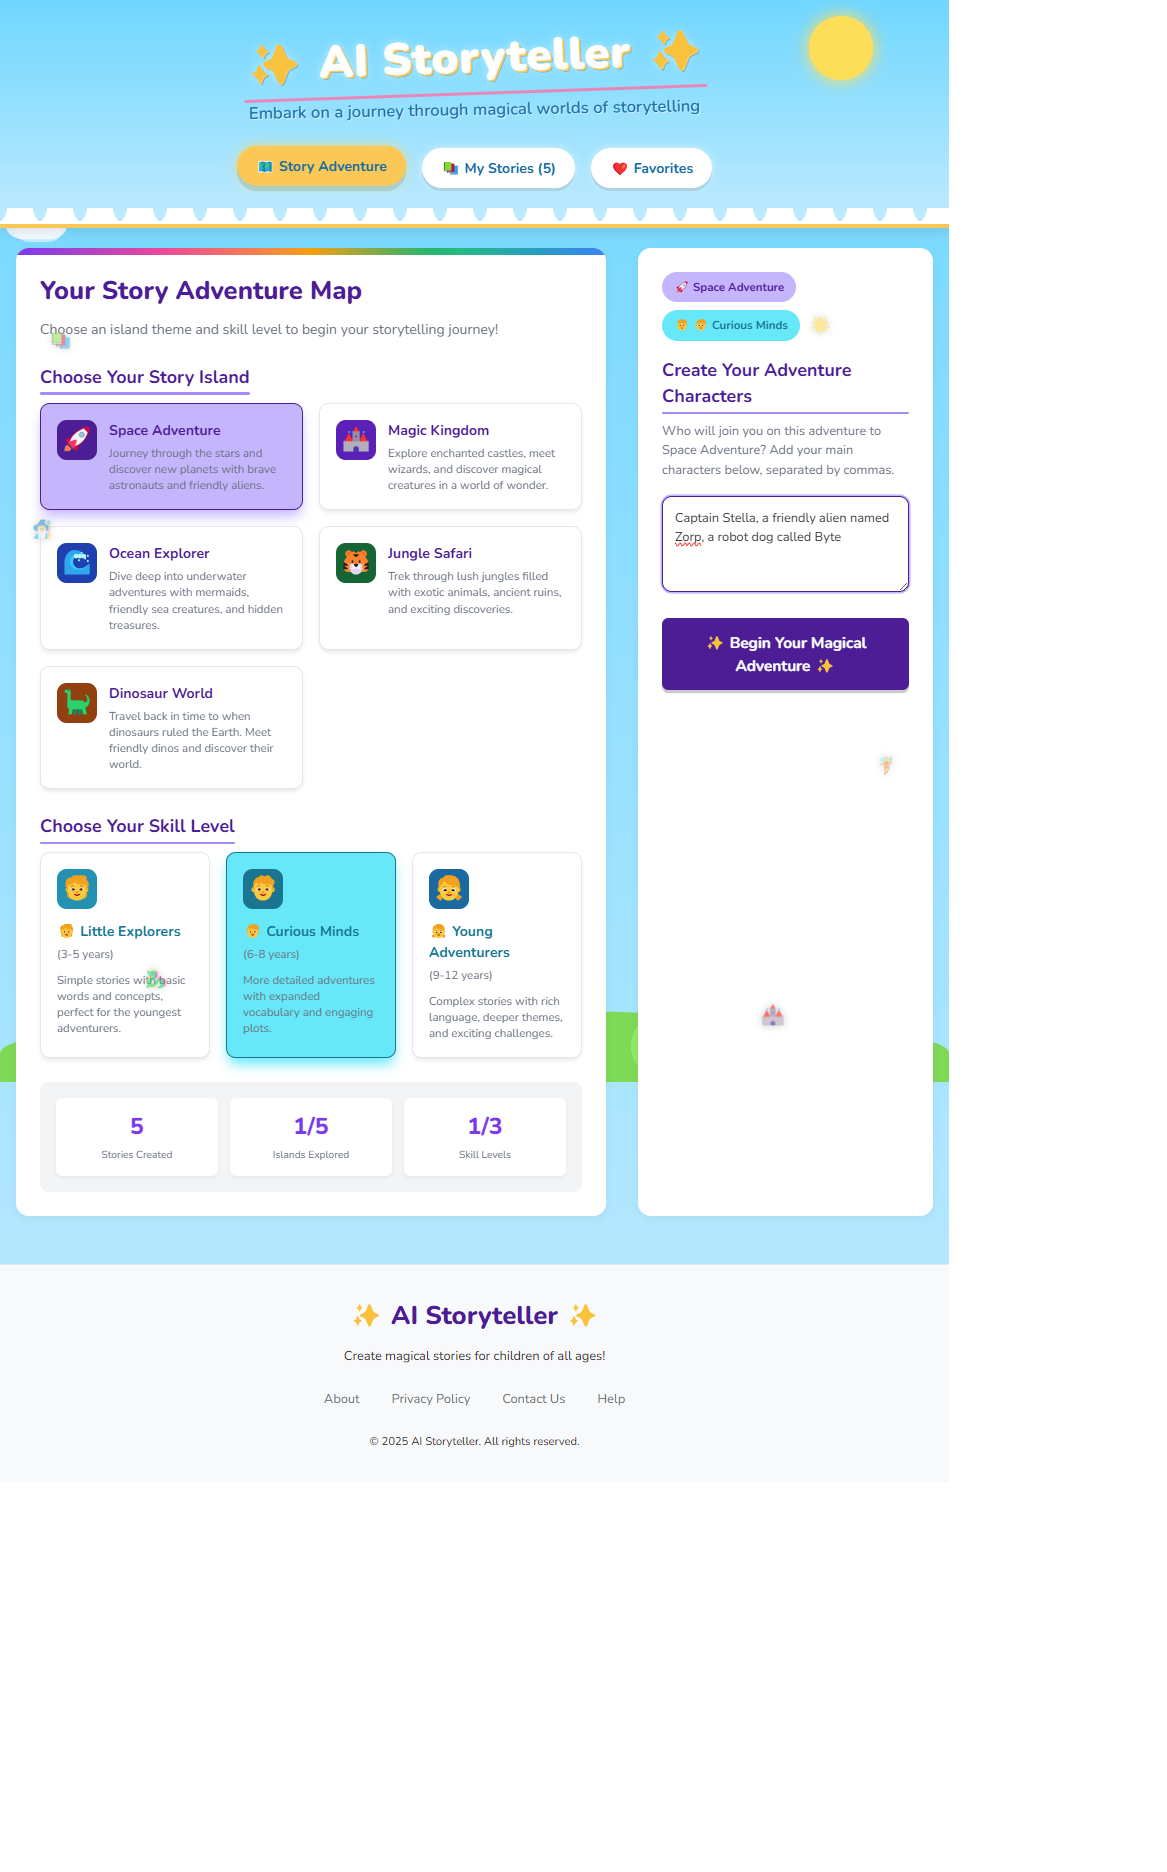 ✨ AI Storyteller ✨
Embark on a journey through magical worlds of storytelling
Story Adventure
My Stories (5)
Favorites
Your Story Adventure Map
Choose an island theme and skill level to begin your storytelling journey!
Choose Your Story Island
Space Adventure
Journey through the stars and
discover new planets with brave
astronauts and friendly aliens.
Magic Kingdom
Explore enchanted castles, meet
wizards, and discover magical
creatures in a world of wonder.
Ocean Explorer
Dive deep into underwater
adventures with mermaids,
friendly sea creatures, and hidden
treasures.
Jungle Safari
Trek through lush jungles filled
with exotic animals, ancient ruins,
and exciting discoveries.
Dinosaur World
Travel back in time to when
dinosaurs ruled the Earth. Meet
friendly dinos and discover their
world.
Choose Your Skill Level
Little Explorers
(3-5 years)
Simple stories with basic
words and concepts,
perfect for the youngest
adventurers.
Curious Minds
(6-8 years)
More detailed adventures
with expanded
vocabulary and engaging
plots.
Young
Adventurers
(9-12 years)
Complex stories with rich
language, deeper themes,
and exciting challenges.
5
Stories Created
1/5
Islands Explored
1/3
Skill Levels
Space Adventure
Curious Minds
Create Your Adventure
Characters
Who will join you on this adventure to
Space Adventure? Add your main
characters below, separated by commas.
Captain Stella, a friendly alien named
Zorp, a robot dog called Byte
✨ Begin Your Magical
Adventure ✨
✨ AI Storyteller ✨
Create magical stories for children of all ages!
About
Privacy Policy
Contact Us
Help
© 2025 AI Storyteller. All rights reserved.